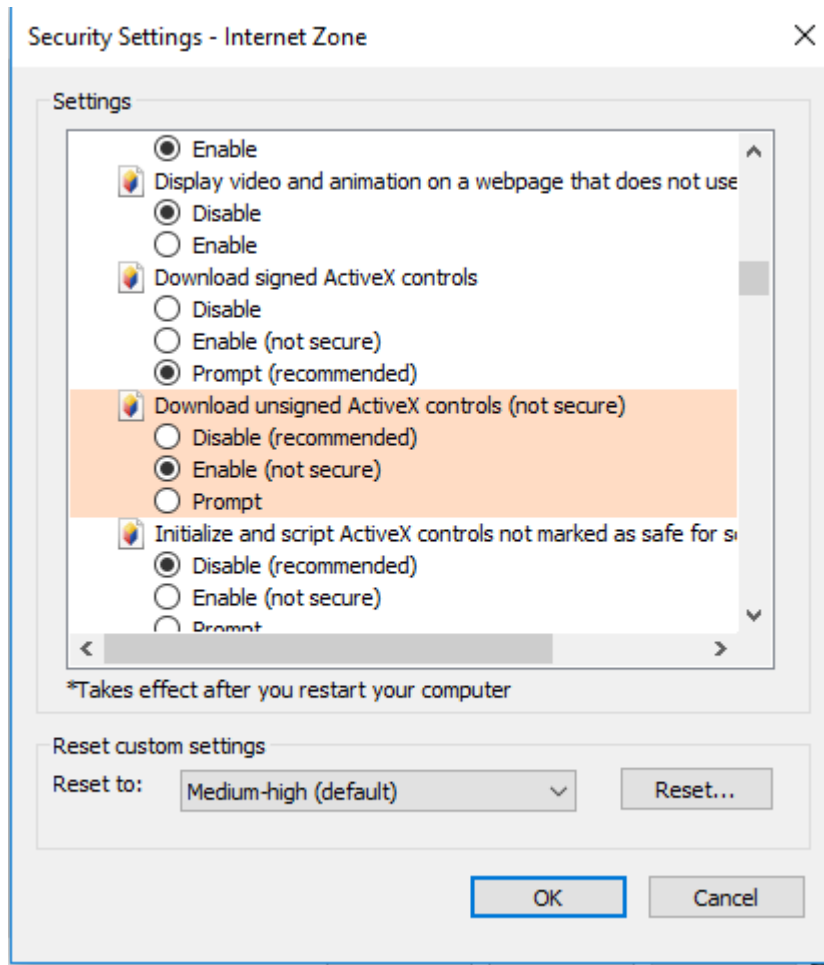 Security Settings - Internet Zone
Settings
Enable
Display video and animation on a webpage that does not use
Disable
Enable
Download signed ActiveX controls
Disable
Enable (not secure)
Prompt (recommended)
Download unsigned ActiveX controls (not secure)
Disable (recommended)
Enable (not secure)
Prompt
Initialize and script ActiveX controls not marked as safe for s
Disable (recommended)
Enable (not secure)
Prompt
*Takes effect after you restart your computer
Reset custom settings
Reset to:
Medium-high (default)
Reset...
OK
Cancel